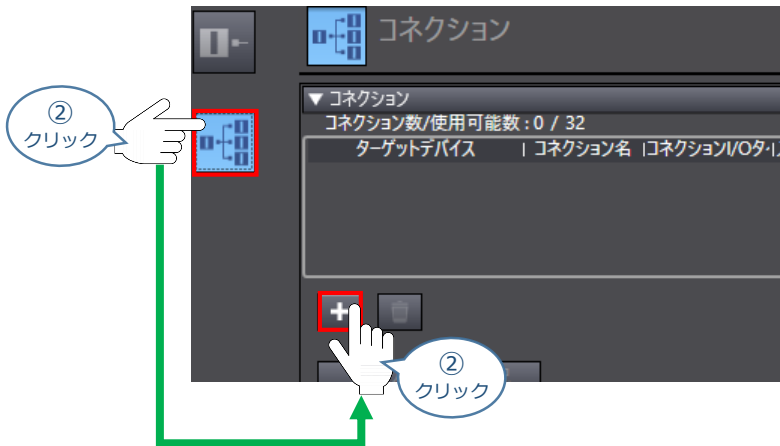 コネクション
②
クリック
▼ コネクション
コネクション数/使用可能数 : 0 / 32
ターゲットデバイス | コネクション名 |コネクションI/Oタイ
②
クリック